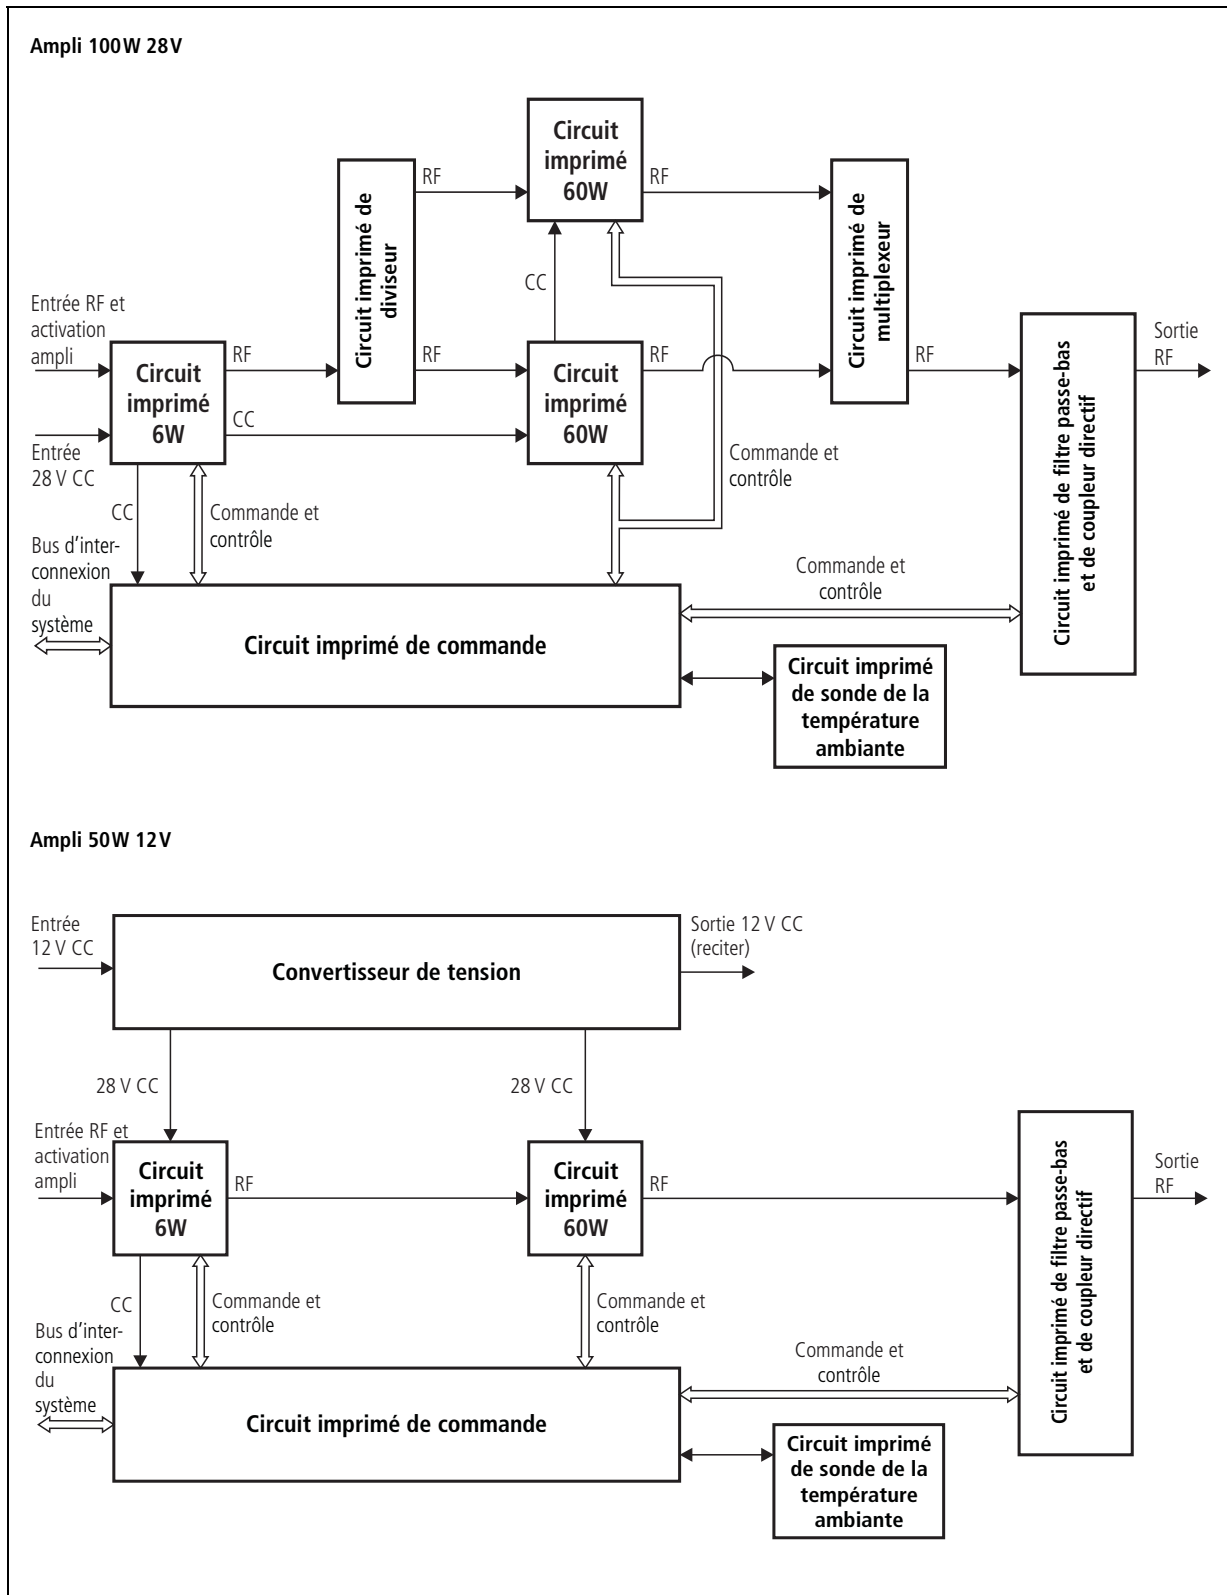 Ampli 100W 28V
Circuit
imprimé
60W
RF
RF
Circuit imprimé de
diviseur
Circuit imprimé de
multiplexeur
CC
Entrée RF et
activation
ampli
Circuit
imprimé
6W
RF
RF
Circuit
imprimé
60W
RF
RF
Sortie
RF
CC
Entrée
28 V CC
Commande et
contrôle
Circuit imprimé de filtre passe-bas
et de coupleur directif
CC
Commande et
contrôle
Bus d'inter-
connexion
du
système
Commande et
contrôle
Circuit imprimé de commande
Circuit imprimé
de sonde de la
température
ambiante
Ampli 50W 12V
Entrée
12 V CC
Convertisseur de tension
Sortie 12 V CC
(reciter)
28 V CC
28 V CC
Entrée RF et
activation
ampli
Circuit
imprimé
6W
RF
Circuit
imprimé
60W
RF
Circuit imprimé de filtre passe-bas
et de coupleur directif
Sortie
RF
CC
Commande et
contrôle
Commande et
contrôle
Bus d'inter-
connexion
du
système
Commande et
contrôle
Circuit imprimé de commande
Circuit imprimé
de sonde de la
température
ambiante